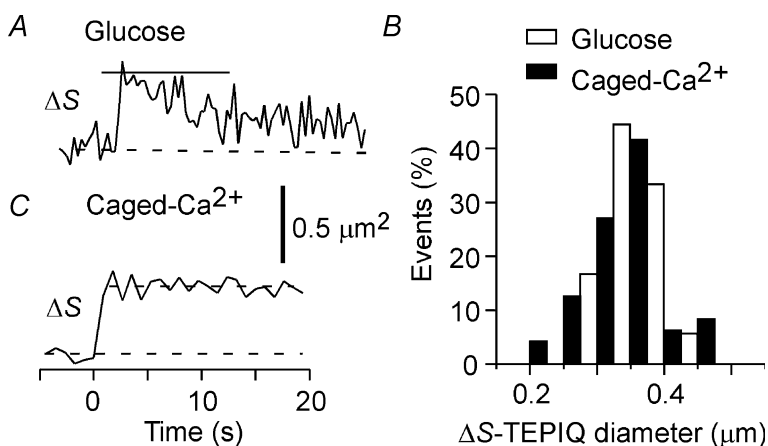 A
Glucose
ΔS
C
Caged-Ca2+
0.5 μm2
ΔS
0
10
20
Time (s)
B
Glucose
Caged-Ca2+
50
40
30
20
10
0
Events (%)
0.2
0.4
ΔS-TEPIQ diameter (μm)